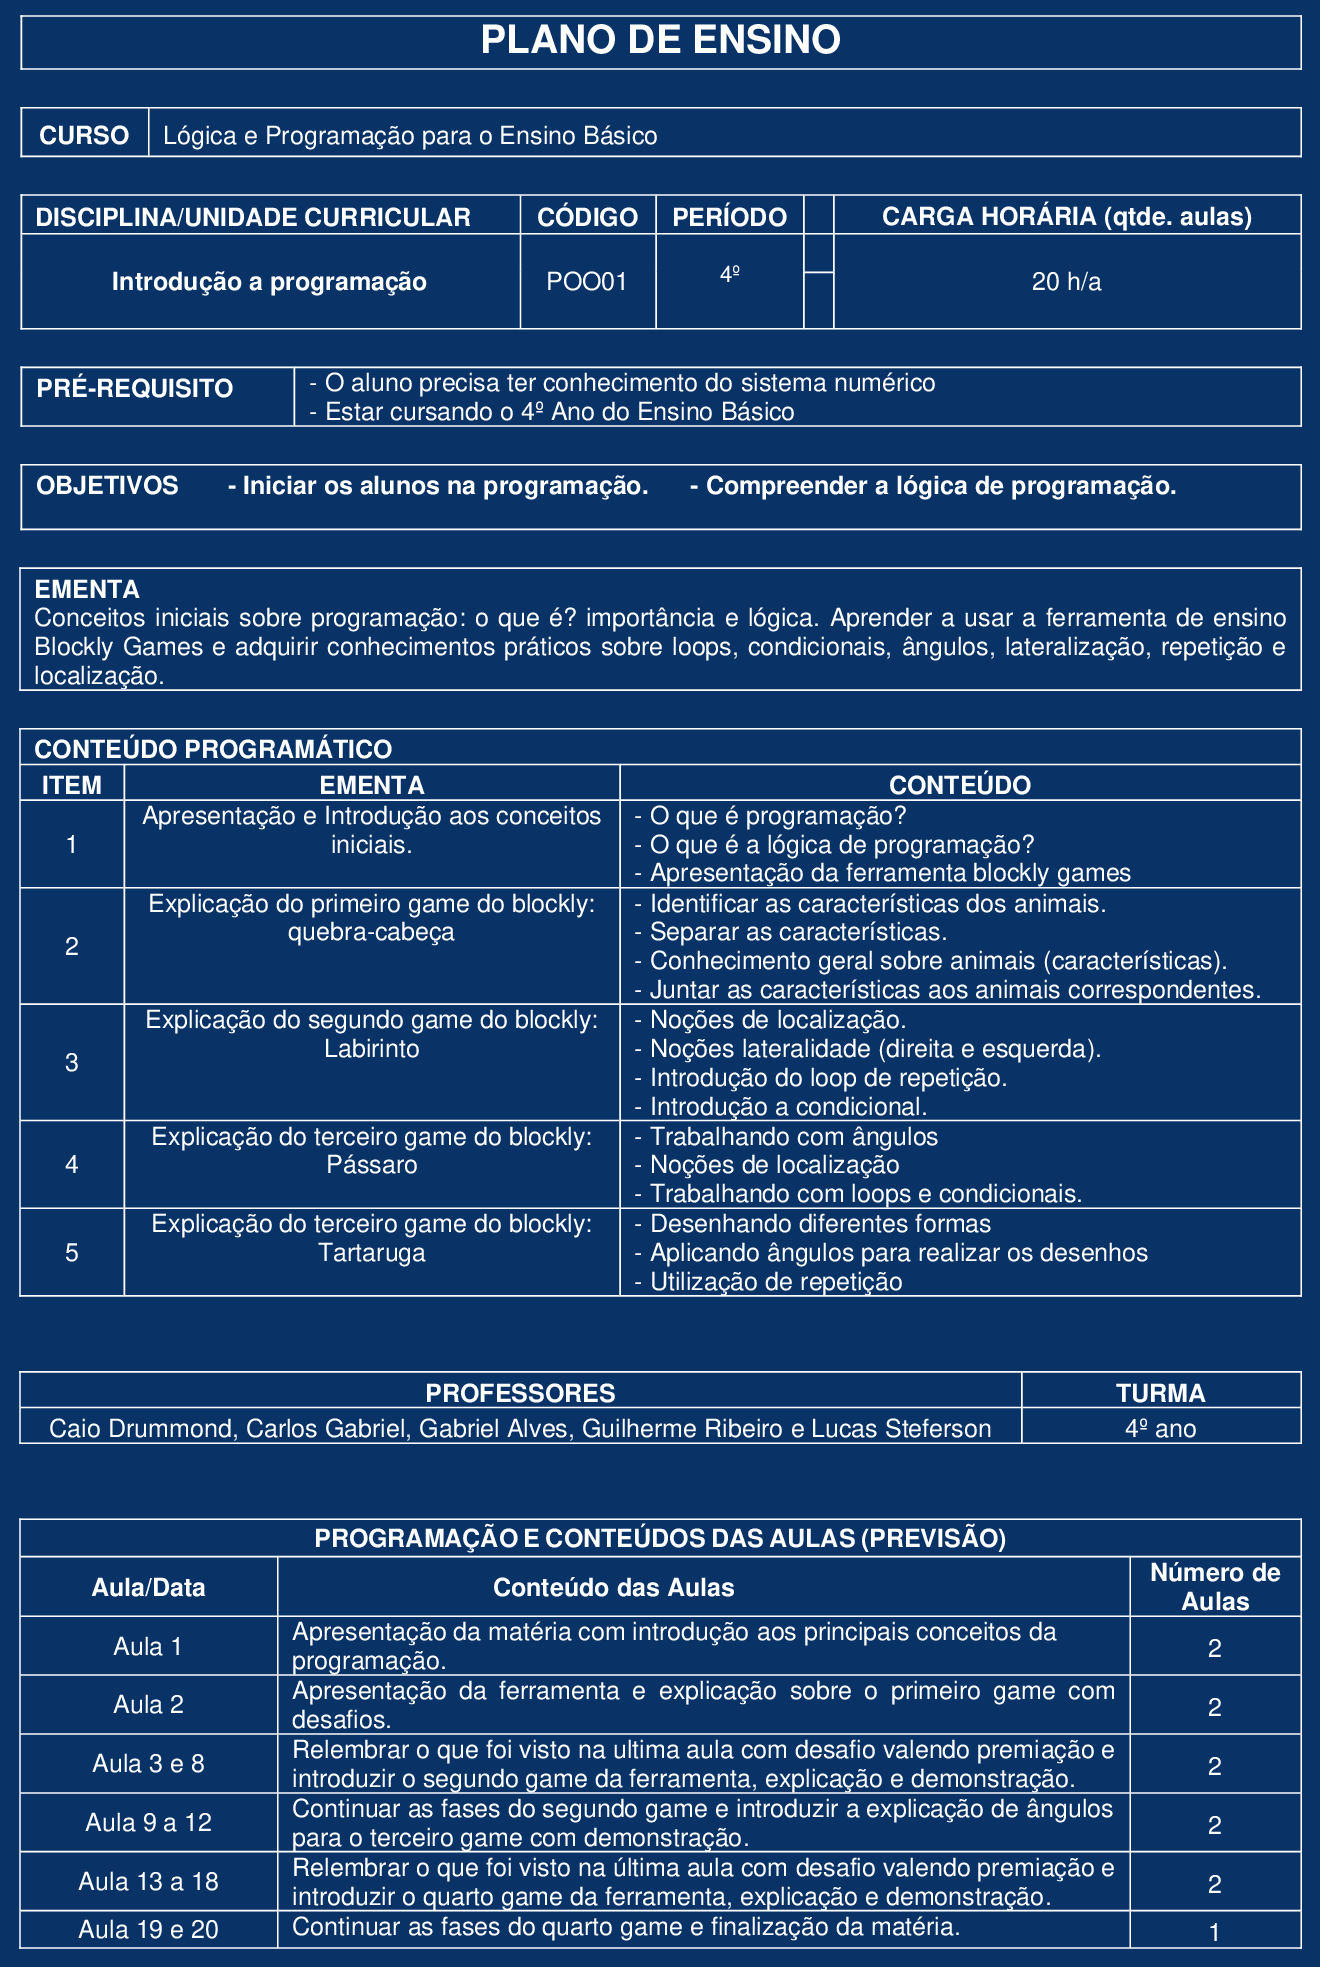 PLANO DE ENSINO
CURSO Lógica e Programação para o Ensino Básico
DISCIPLINA/UNIDADE CURRICULAR CÓDIGO PERÍODO CARGA HORÁRIA (qtde. aulas)
Introdução a programação POO01 4º 20 h/a
PRÉ-REQUISITO - O aluno precisa ter conhecimento do sistema numérico
- Estar cursando o 4º Ano do Ensino Básico
OBJETIVOS - Iniciar os alunos na programação. - Compreender a lógica de programação.
EMENTA
Conceitos iniciais sobre programação: o que é? importância e lógica. Aprender a usar a ferramenta de ensino
Blockly Games e adquirir conhecimentos práticos sobre loops, condicionais, ângulos, lateralização, repetição e
localização.
CONTEÚDO PROGRAMÁTICO
ITEM EMENTA CONTEÚDO
1
Apresentação e Introdução aos conceitos
iniciais.
- O que é programação?
- O que é a lógica de programação?
- Apresentação da ferramenta blockly games
2
Explicação do primeiro game do blockly:
quebra-cabeça
- Identificar as características dos animais.
- Separar as características.
- Conhecimento geral sobre animais (características).
- Juntar as características aos animais correspondentes.
3
Explicação do segundo game do blockly:
Labirinto
- Noções de localização.
- Noções lateralidade (direita e esquerda).
- Introdução do loop de repetição.
- Introdução a condicional.
4
Explicação do terceiro game do blockly:
Pássaro
- Trabalhando com ângulos
- Noções de localização
- Trabalhando com loops e condicionais.
5
Explicação do terceiro game do blockly:
Tartaruga
- Desenhando diferentes formas
- Aplicando ângulos para realizar os desenhos
- Utilização de repetição
PROFESSORES TURMA
Caio Drummond, Carlos Gabriel, Gabriel Alves, Guilherme Ribeiro e Lucas Steferson 4º ano
PROGRAMAÇÃO E CONTEÚDOS DAS AULAS (PREVISÃO)
Aula/Data Conteúdo das Aulas
Número de
Aulas
Aula 1
Apresentação da matéria com introdução aos principais conceitos da
programação.
2
Aula 2
Apresentação da ferramenta e explicação sobre o primeiro game com
desafios.
2
Aula 3 e 8
Relembrar o que foi visto na ultima aula com desafio valendo premiação e
introduzir o segundo game da ferramenta, explicação e demonstração.
2
Aula 9 a 12
Continuar as fases do segundo game e introduzir a explicação de ângulos
para o terceiro game com demonstração.
2
Aula 13 a 18
Relembrar o que foi visto na última aula com desafio valendo premiação e
introduzir o quarto game da ferramenta, explicação e demonstração.
2
Aula 19 e 20 Continuar as fases do quarto game e finalização da matéria. 1